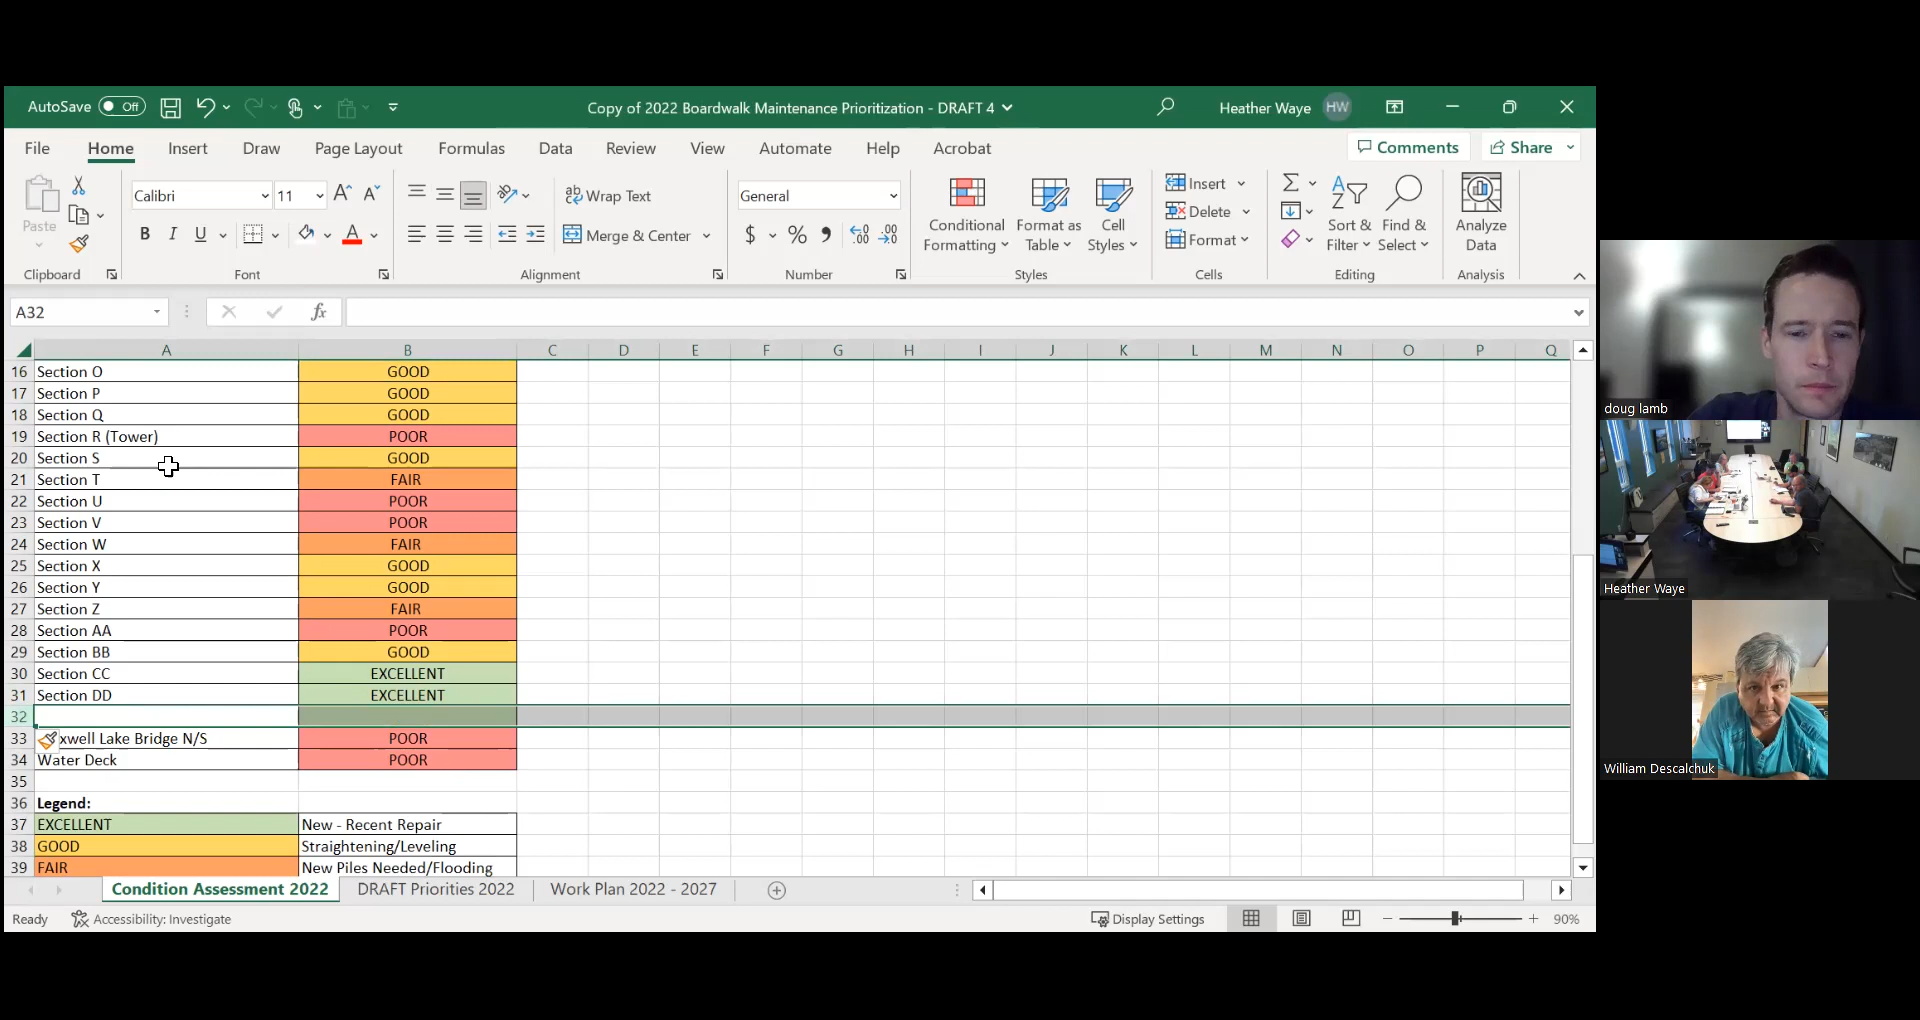 AutoSave Off Copy of 2022 Boardwalk Maintenance Prioritization - DRAFT 4 Heather Waye HW
File Home Insert Draw Page Layout Formulas Data Review View Automate Help Acrobat Comments Share
Paste Calibri 11 Wrap Text General Conditional Formatting Format as Table Cell Styles Insert Sort & Filter Find & Select Analyze Data
B I U Merge & Center $ % Delete
Format
Clipboard Font Alignment Number Styles Cells Editing Analysis
A32 fx
A B C D E F G H I J K L M N O P Q
16 Section O GOOD
17 Section P GOOD
18 Section Q GOOD
19 Section R (Tower) POOR
20 Section S GOOD
21 Section T FAIR
22 Section U POOR
23 Section V POOR
24 Section W FAIR
25 Section X GOOD
26 Section Y GOOD
27 Section Z FAIR
28 Section AA POOR
29 Section BB GOOD
30 Section CC EXCELLENT
31 Section DD EXCELLENT
32
33 xwell Lake Bridge N/S POOR
34 Water Deck POOR
35
36 Legend:
37 EXCELLENT New - Recent Repair
38 GOOD Straightening/Leveling
39 FAIR New Piles Needed/Flooding
Condition Assessment 2022 DRAFT Priorities 2022 Work Plan 2022 - 2027
Ready Accessibility: Investigate Display Settings 90%
doug lamb
Heather Waye
William Descalchuk